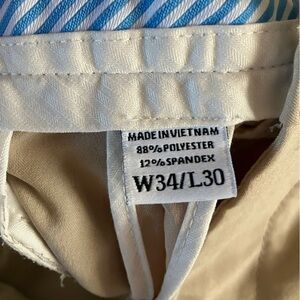 MADE IN VIETNAM
88% POLYESTER
12% SPANDEX
W34/L30